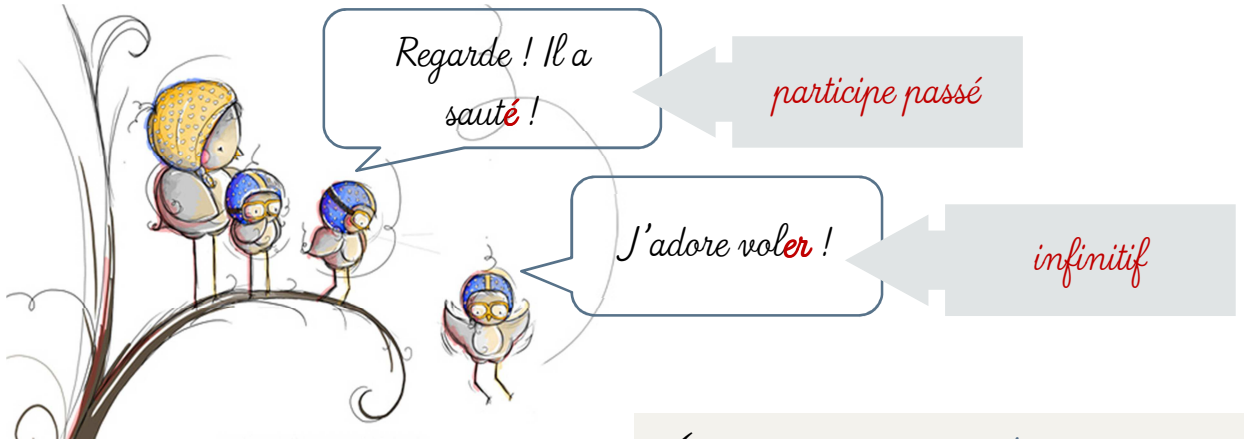 Regarde ! Il a
sauté !
participe passé
J'adore voler !
infinitif